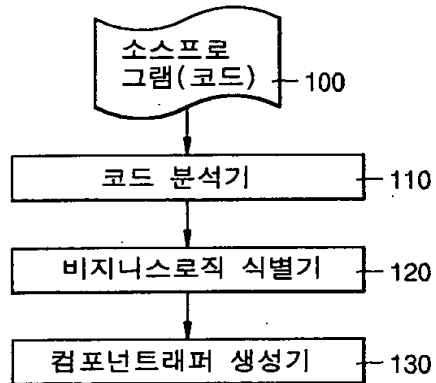 소스프로
그램(코드)
100
코드 분석기
110
비지니스로직 식별기
120
컴포넌트래퍼 생성기
130